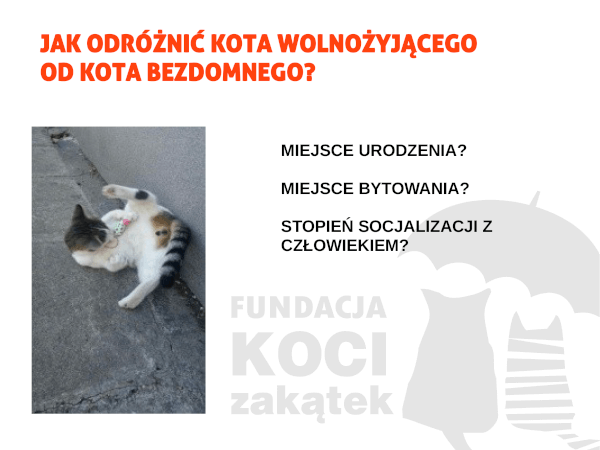 JAK ODRÓŻNIĆ KOTA WOLNOŻYJĄCEGO
OD KOTA BEZDOMNEGO?
MIEJSCE URODZENIA?
MIEJSCE BYTOWANIA?
STOPIEŃ SOCJALIZACJI Z
CZŁOWIEKIEM?
FUNDACJA
KOCI
zakątek